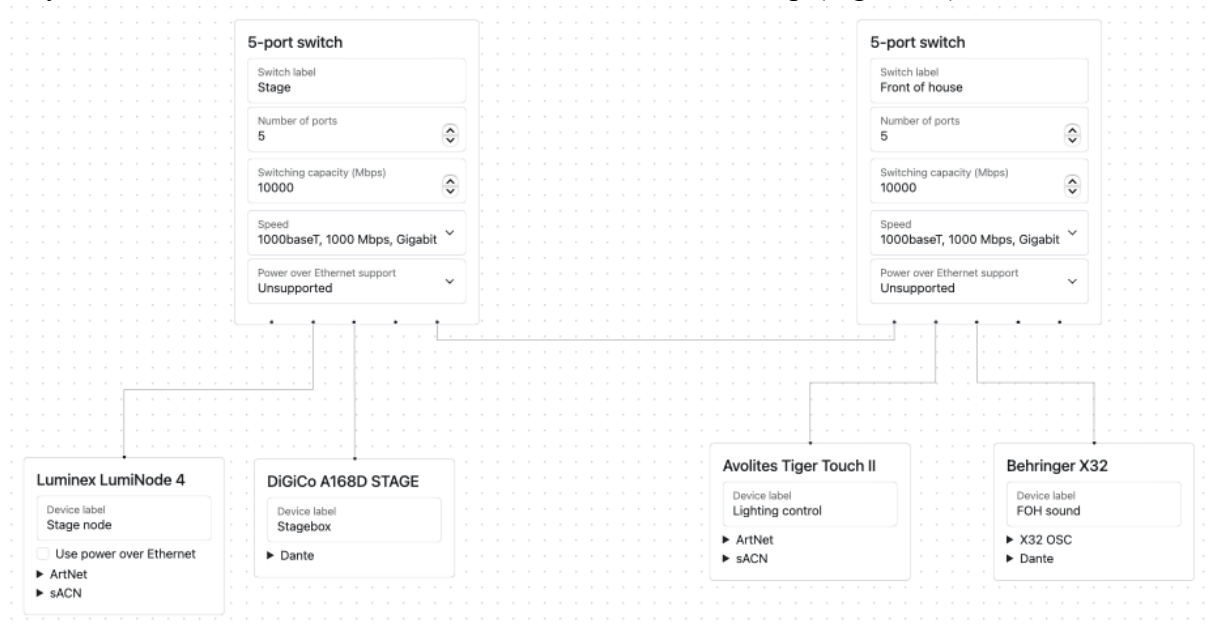 5-port switch
Switch label
Stage
Number of ports
5
Switching capacity (Mbps)
10000
Speed
1000baseT, 1000 Mbps, Gigabit
Power over Ethernet support
Unsupported
5-port switch
Switch label
Front of house
Number of ports
5
Switching capacity (Mbps)
10000
Speed
1000baseT, 1000 Mbps, Gigabit
Power over Ethernet support
Unsupported
Luminex LumiNode 4
Device label
Stage node
Use power over Ethernet
ArtNet
sACN
DiGiCo A168D STAGE
Device label
Stagebox
Dante
Avolites Tiger Touch II
Device label
Lighting control
ArtNet
sACN
Behringer X32
Device label
FOH sound
X32 OSC
Dante